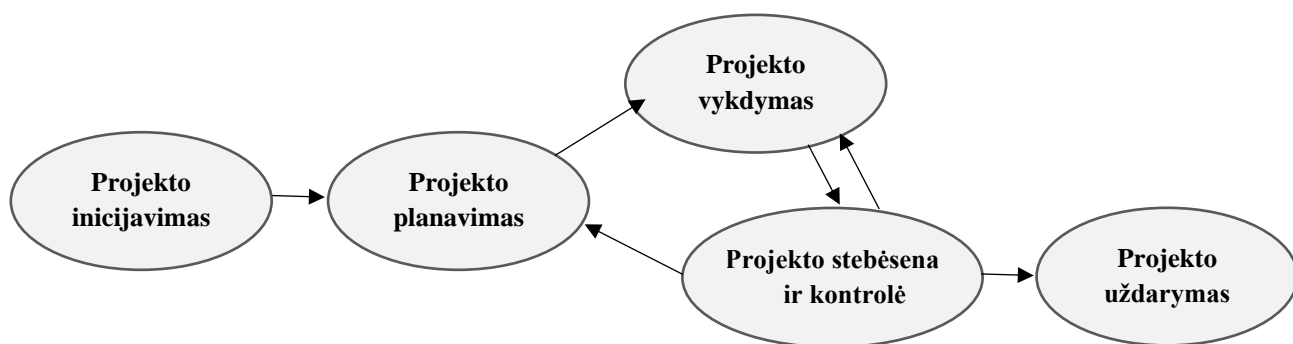 Projekto
vykdymas
Projekto
inicijavimas
Projekto
planavimas
Projekto stebėsena
ir kontrolė
Projekto
uždarymas